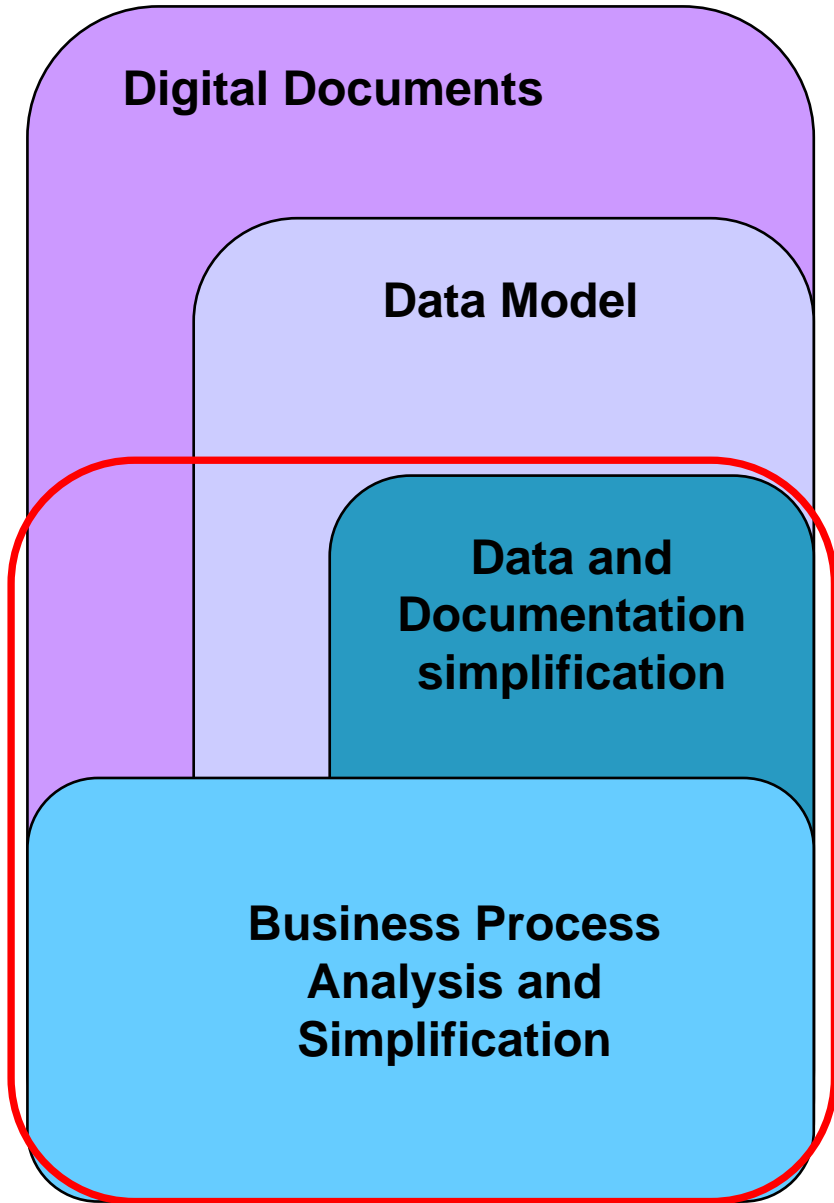 Digital Documents
Data Model
Data and
Documentation
simplification
Business Process
Analysis and
Simplification